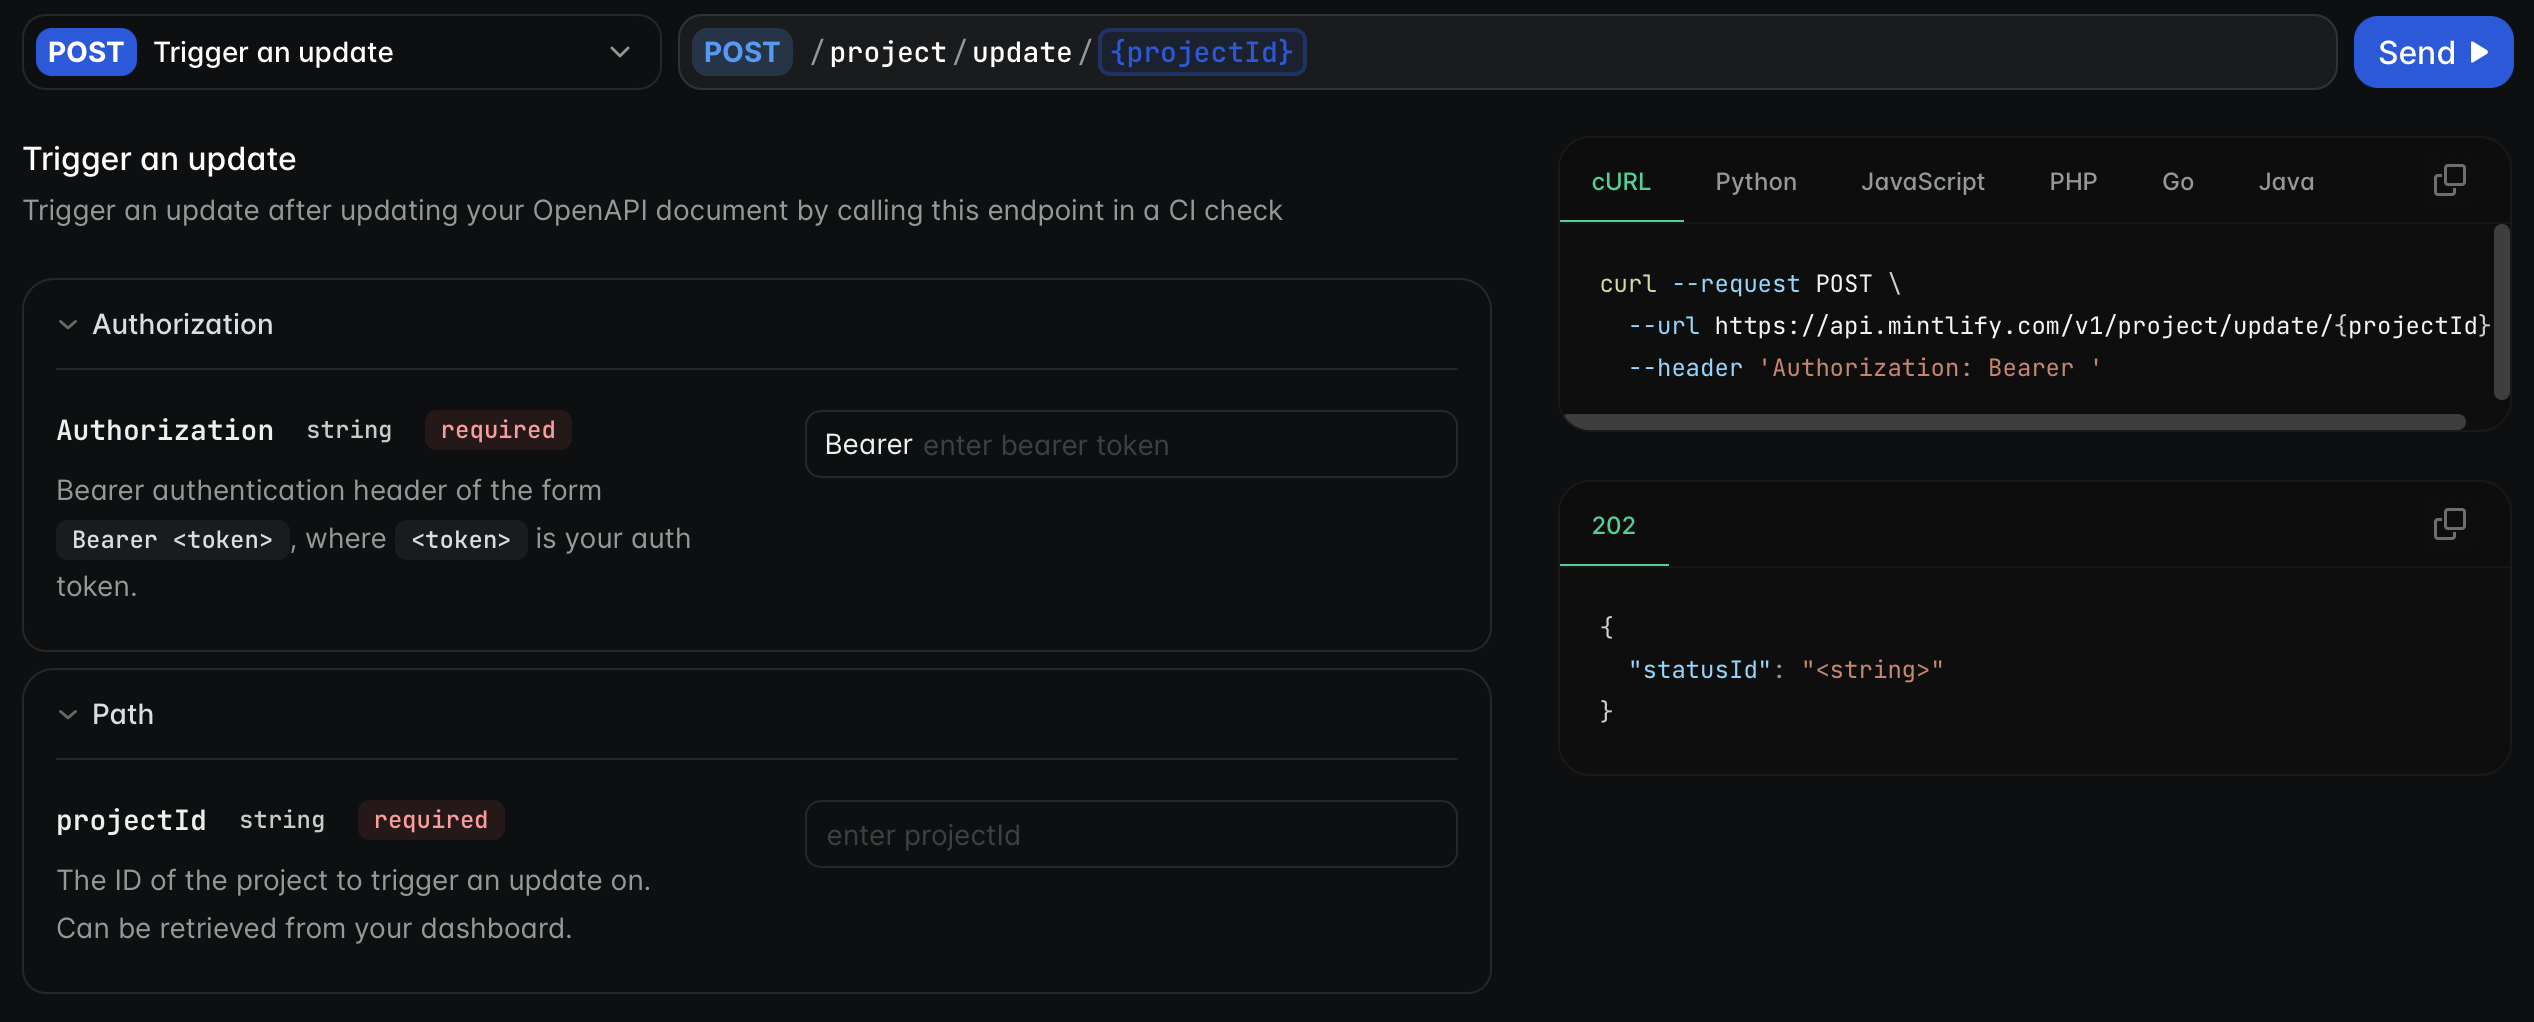 POST Trigger an update
POST /project/update/{projectId}
Send
Trigger an update
Trigger an update after updating your OpenAPI document by calling this endpoint in a CI check
Authorization
Authorization string required
Bearer enter bearer token
Bearer authentication header of the form
Bearer <token>, where <token> is your auth
token.
Path
projectId string required
enter projectId
The ID of the project to trigger an update on.
Can be retrieved from your dashboard.
cURL Python JavaScript PHP Go Java
curl --request POST \
--url https://api.mintlify.com/v1/project/update/{projectId}
--header 'Authorization: Bearer '
202
{
"statusId": "<string>"
}